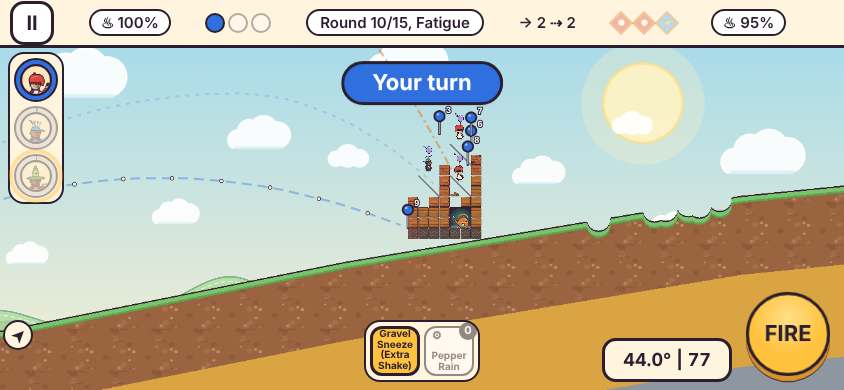 100%
Round 10/15, Fatigue
→ 2 ⇢ 2
95%
Your turn
3
7
6
8
9
Gravel
Sneeze
(Extra
Shake)
0
Pepper
Rain
44.0° | 77
FIRE